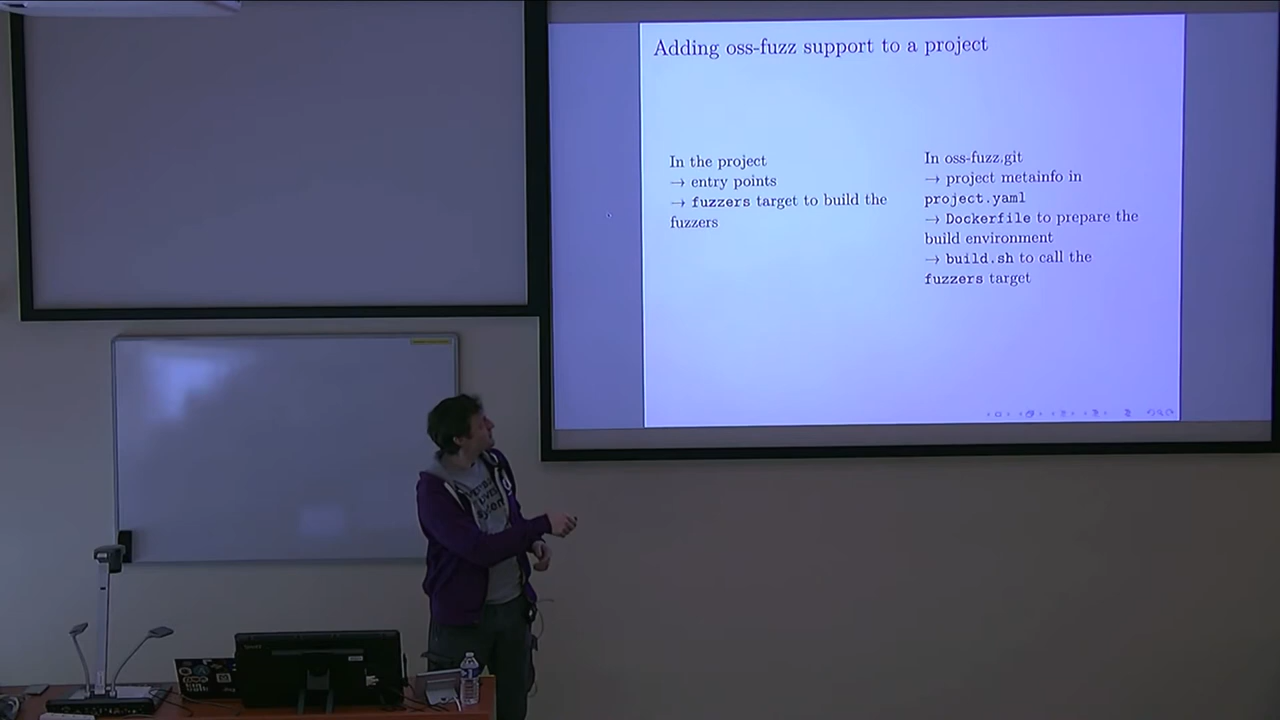 Adding oss-fuzz support to a project
In the project
→ entry points
→ fuzzers target to build the
fuzzers
In oss-fuzz.git
→ project metainfo in
project.yaml
→ Dockerfile to prepare the
build environment
→ build.sh to call the
fuzzers target